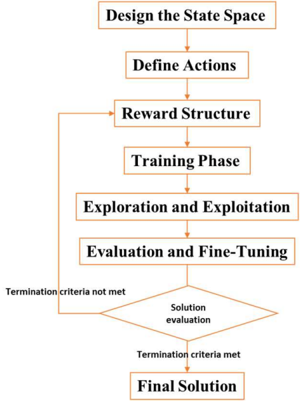 Design the State Space
Define Actions
Reward Structure
Training Phase
Exploration and Exploitation
Evaluation and Fine-Tuning
Termination criteria not met
Solution
evaluation
Termination criteria met
Final Solution